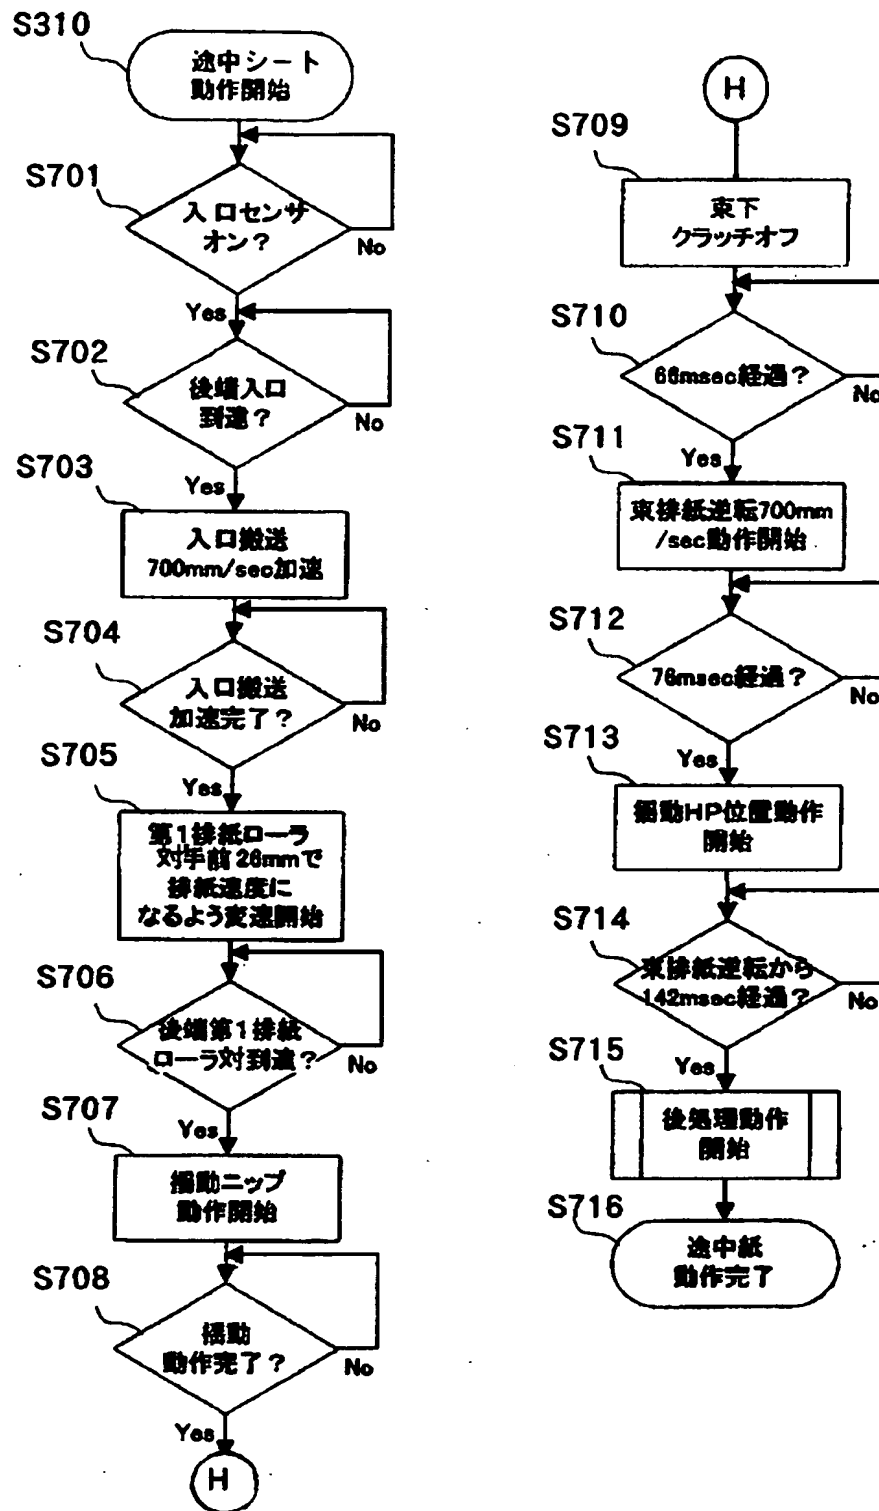 S310
途中シート
動作開始
S701
入口センサ
オン?
No
Yes
S702
後端入口
到達?
No
Yes
S703
入口搬送
700mm/sec加速
S704
入口搬送
加速完了?
No
Yes
S705
第1排紙ローラ
対手前26mmで
排紙速度に
なるよう変速開始
S706
後端第1排紙
ローラ対到達?
No
Yes
S707
揺動ニップ
動作開始
S708
揺動
動作完了?
No
Yes
H
H
S709
束下
クラッチオフ
S710
66msec経過?
No
Yes
S711
束排紙逆転700mm
/sec動作開始
S712
76msec経過?
No
Yes
S713
揺動HP位置動作
開始
S714
束排紙逆転から
142msec経過?
No
Yes
S715
後処理動作
開始
S716
途中紙
動作完了